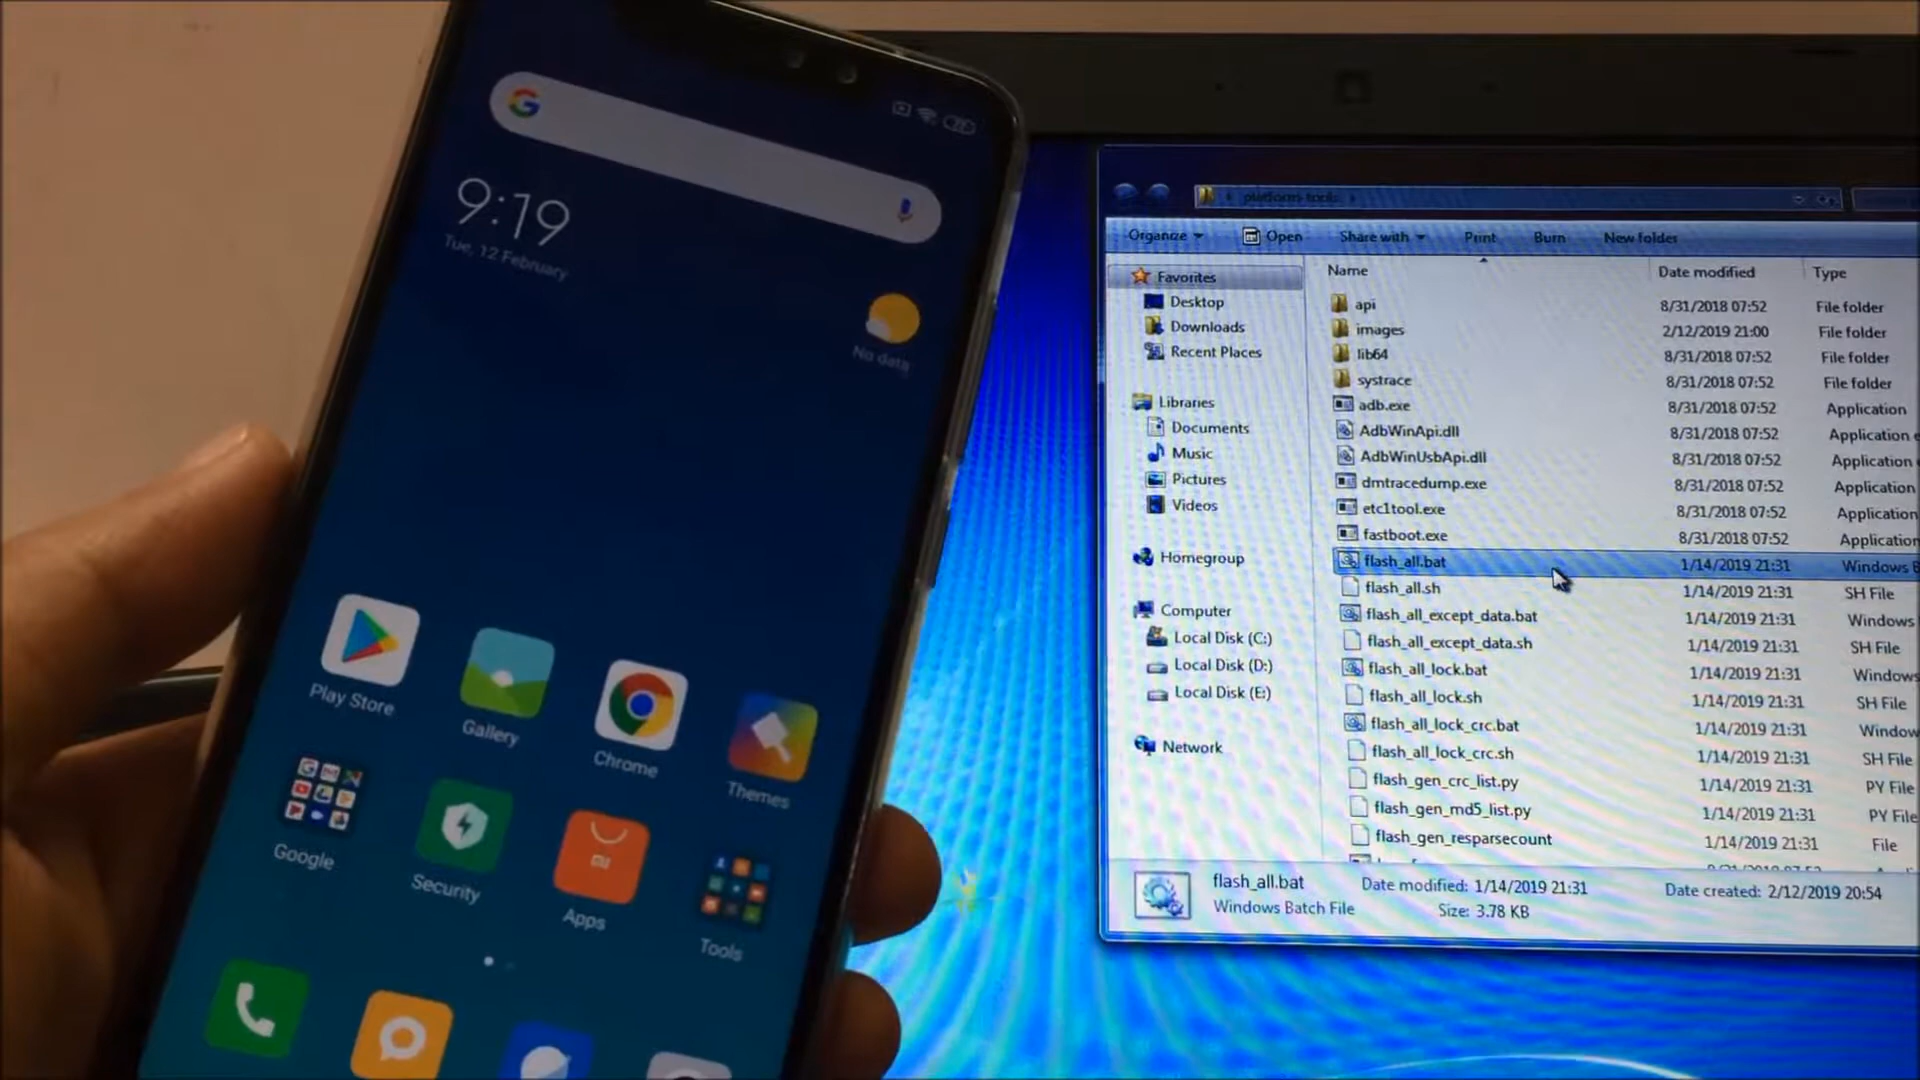 9:19
Tue, 12 February
No data
Play Store
Gallery
Chrome
Themes
Google
Security
Apps
Tools
platform-tools
Organize Open Share with Print Burn New folder
Name Date modified Type
Favorites
Desktop
Downloads
Recent Places
Libraries
Documents
Music
Pictures
Videos
Homegroup
Computer
Local Disk (C:)
Local Disk (D:)
Local Disk (E:)
Network
api 8/31/2018 07:52 File folder
images 2/12/2019 21:00 File folder
lib64 8/31/2018 07:52 File folder
systrace 8/31/2018 07:52 File folder
adb.exe 8/31/2018 07:52 Application
AdbWinApi.dll 8/31/2018 07:52 Application e
AdbWinUsbApi.dll 8/31/2018 07:52 Application
dmtracedump.exe 8/31/2018 07:52 Application
etc1tool.exe 8/31/2018 07:52 Application
fastboot.exe 8/31/2018 07:52 Application
flash_all.bat 1/14/2019 21:31 Windows B
flash_all.sh 1/14/2019 21:31 SH File
flash_all_except_data.bat 1/14/2019 21:31 Windows
flash_all_except_data.sh 1/14/2019 21:31 SH File
flash_all_lock.bat 1/14/2019 21:31 Windows
flash_all_lock.sh 1/14/2019 21:31 SH File
flash_all_lock_crc.bat 1/14/2019 21:31 Window
flash_all_lock_crc.sh 1/14/2019 21:31 SH File
flash_gen_crc_list.py 1/14/2019 21:31 PY File
flash_gen_md5_list.py 1/14/2019 21:31 PY File
flash_gen_resparsecount 1/14/2019 21:31 File
flash_all.bat Date modified: 1/14/2019 21:31 Date created: 2/12/2019 20:54
Windows Batch File Size: 3.78 KB